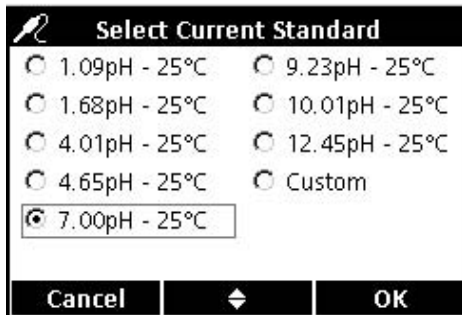 Select Current Standard
1.09pH - 25°C
1.68pH - 25°C
4.01pH - 25°C
4.65pH - 25°C
7.00pH - 25°C
9.23pH - 25°C
10.01pH - 25°C
12.45pH - 25°C
Custom
Cancel
OK